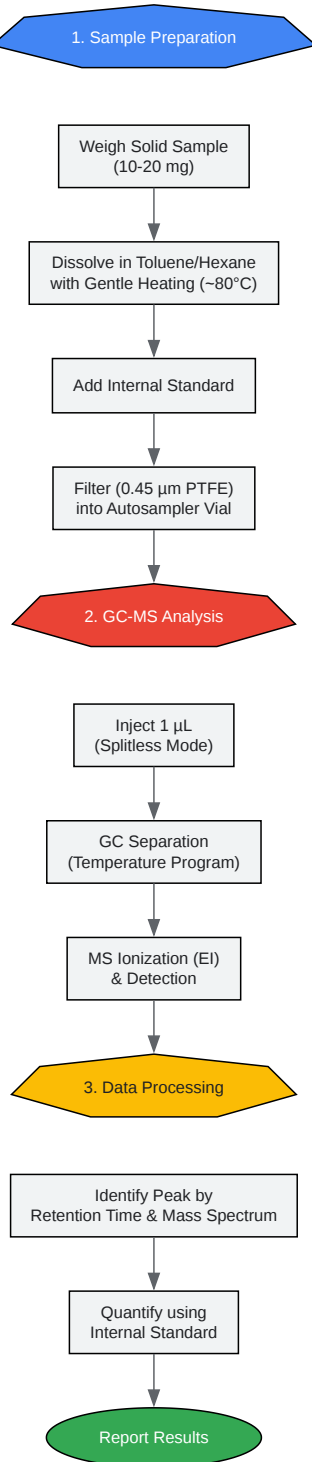 1. Sample Preparation
Weigh Solid Sample
(10-20 mg)
Dissolve in Toluene/Hexane
with Gentle Heating (~80°C)
Add Internal Standard
Filter (0.45 µm PTFE)
into Autosampler Vial
2. GC-MS Analysis
Inject 1 µL
(Splitless Mode)
GC Separation
(Temperature Program)
MS Ionization (EI)
& Detection
3. Data Processing
Identify Peak by
Retention Time & Mass Spectrum
Quantify using
Internal Standard
Report Results